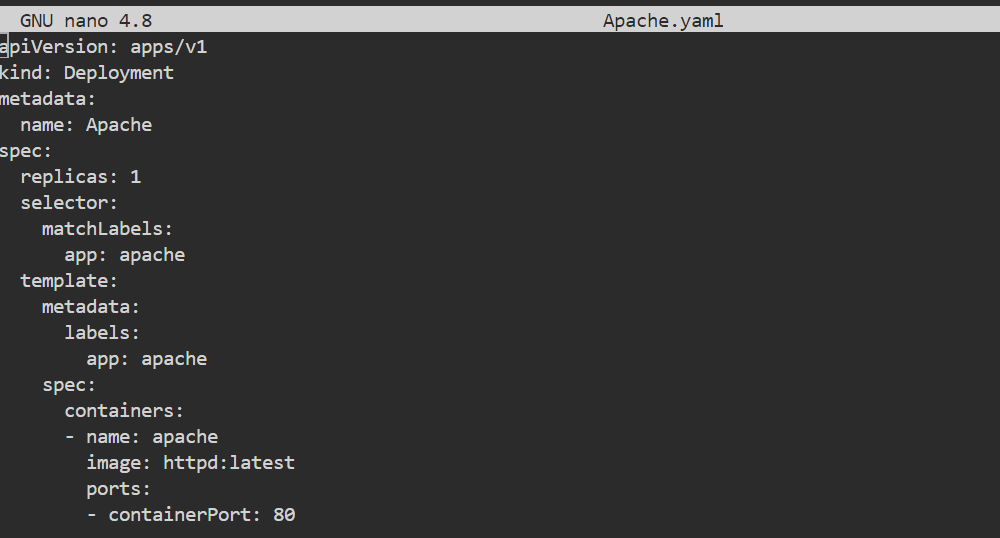 GNU nano 4.8 Apache.yaml
apiVersion: apps/v1
kind: Deployment
metadata:
  name: Apache
spec:
  replicas: 1
  selector:
    matchLabels:
      app: apache
  template:
    metadata:
      labels:
        app: apache
    spec:
      containers:
      - name: apache
        image: httpd:latest
        ports:
        - containerPort: 80